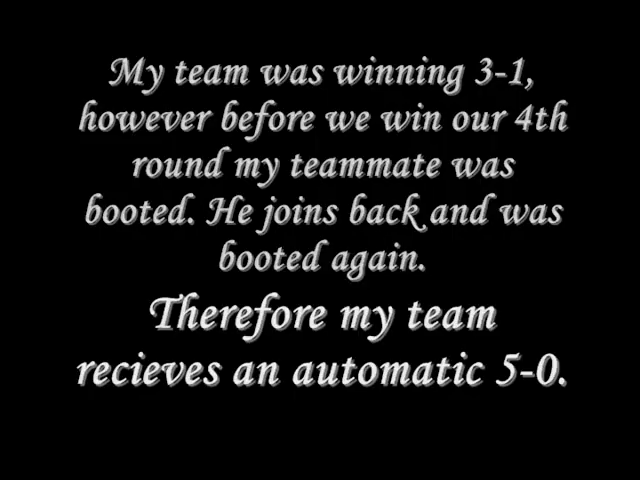 My team was winning 3-1,
however before we win our 4th
round my teammate was
booted. He joins back and was
booted again.
Therefore my team
recieves an automatic 5-0.